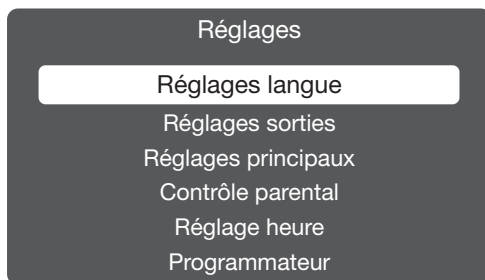 Réglages
Réglages langue
Réglages sorties
Réglages principaux
Contrôle parental
Réglage heure
Programmateur